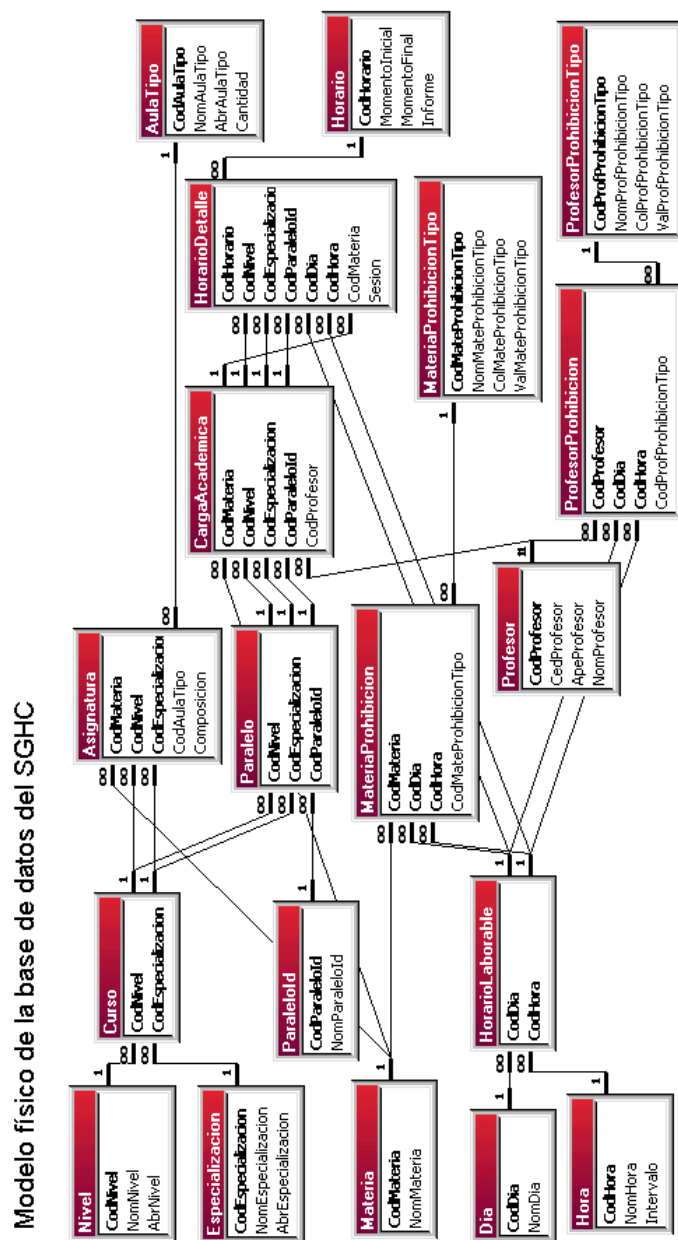 Modelo físico de la base de datos del SGHC
Nivel
CodNivel
NomNivel
AbrNivel
Especializacion
CodEspecializacion
NomEspecializacion
AbrEspecializacion
Materia
CodMateria
NomMateria
Dia
CodDia
NomDia
Hora
CodHora
NomHora
Intervalo
Curso
CodNivel
CodEspecializacion
ParaleloId
CodParaleloId
NomParaleloId
HorarioLaborable
CodDia
CodHora
Asignatura
CodMateria
CodNivel
CodEspecializacion
CodAulaTipo
Composicion
Paralelo
CodNivel
CodEspecializacion
CodParaleloId
MateriaProhibicion
CodMateria
CodDia
CodHora
CodMateProhibicionTipo
Profesor
CodProfesor
CedProfesor
ApeProfesor
NomProfesor
CargaAcademica
CodMateria
CodNivel
CodEspecializacion
CodParaleloId
CodProfesor
ProfesorProhibicion
CodProfesor
CodDia
CodHora
CodProfProhibicionTipo
HorarioDetalle
CodHorario
CodNivel
CodEspecializacion
CodParaleloId
CodDia
CodHora
CodMateria
Sesion
MateriaProhibicionTipo
CodMateProhibicionTipo
NomMateProhibicionTipo
ColMateProhibicionTipo
ValMateProhibicionTipo
AulaTipo
CodAulaTipo
NomAulaTipo
AbrAulaTipo
Cantidad
Horario
CodHorario
MomentoInicial
MomentoFinal
Informe
ProfesorProhibicionTipo
CodProfProhibicionTipo
NomProfProhibicionTipo
ColProfProhibicionTipo
ValProfProhibicionTipo